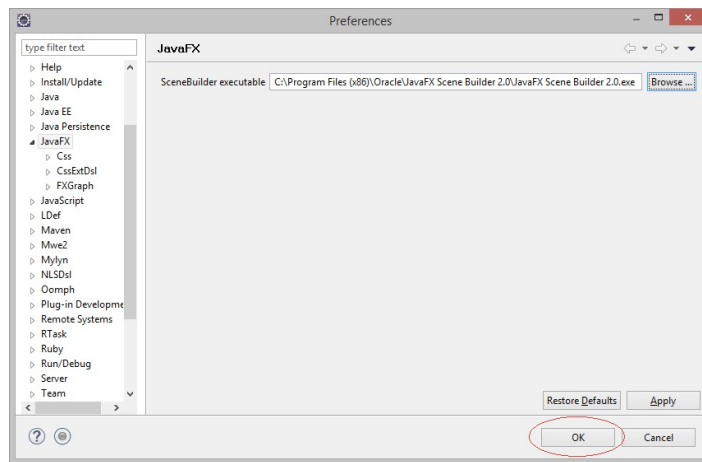 Preferences
type filter text
JavaFX
Help
Install/Update
Java
Java EE
Java Persistence
JavaFX
Css
CssExtDsl
FXGraph
JavaScript
LDef
Maven
Mwe2
Mylyn
NLSDsl
Oomph
Plug-in Developme
Remote Systems
RTask
Ruby
Run/Debug
Server
Team
SceneBuilder executable C:\Program Files (x86)\Oracle\JavaFX Scene Builder 2.0\JavaFX Scene Builder 2.0.exe Browse ...
Restore Defaults Apply
OK Cancel